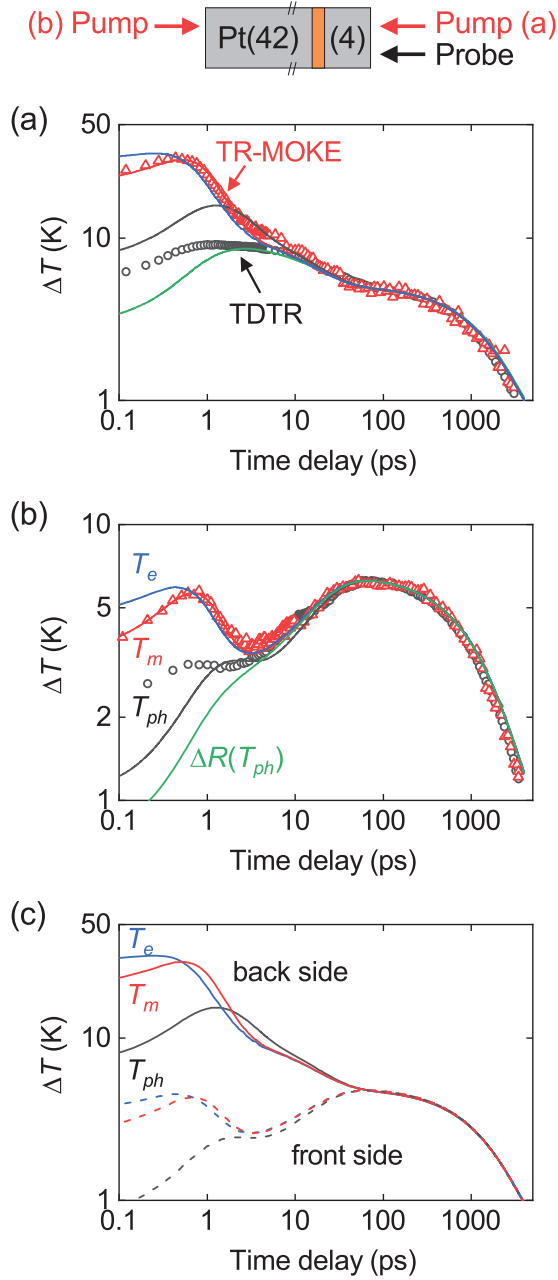 (b) Pump
Pt(42)
(4)
Pump (a)
Probe
(a)
50
10
1
ΔT (K)
TR-MOKE
TDTR
0.1 1 10 100 1000
Time delay (ps)
(b)
10
5
2
1
ΔT (K)
Te
Tm
Tph
ΔR(Tph)
0.1 1 10 100 1000
Time delay (ps)
(c)
50
10
1
ΔT (K)
Te
Tm
Tph
back side
front side
0.1 1 10 100 1000
Time delay (ps)